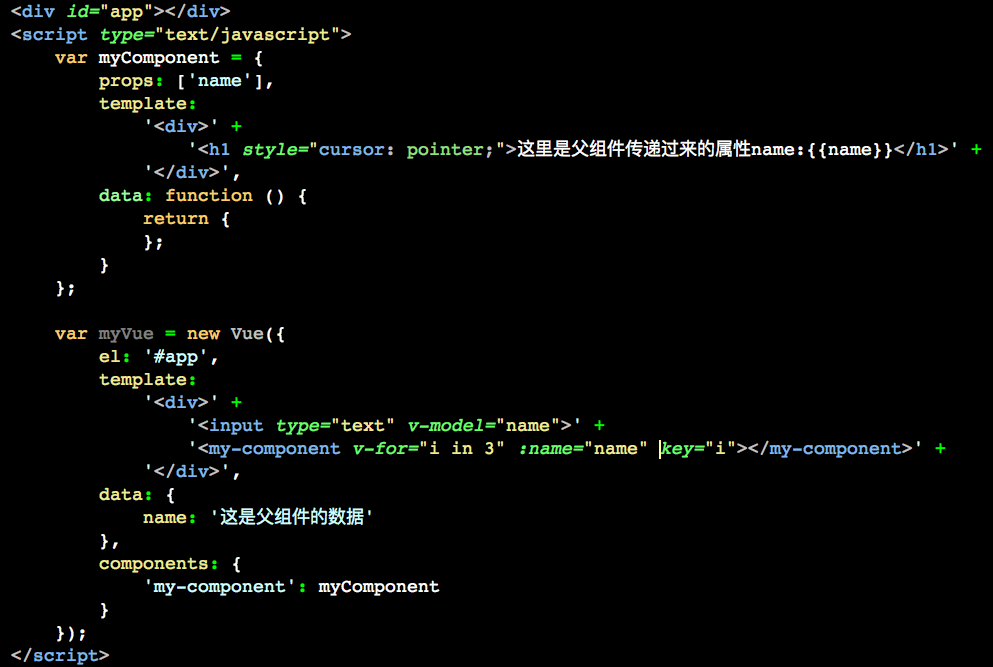 <div id="app"></div>
<script type="text/javascript">
    var myComponent = {
        props: ['name'],
        template:
            '<div>' +
                '<h1 style="cursor: pointer;">这里是父组件传递过来的属性name:{{name}}</h1>' +
            '</div>',
        data: function () {
            return {
            };
        }
    };

    var myVue = new Vue({
        el: '#app',
        template:
            '<div>' +
                '<input type="text" v-model="name">' +
                '<my-component v-for="i in 3" :name="name" key="i"></my-component>' +
            '</div>',
        data: {
            name: '这是父组件的数据'
        },
        components: {
            'my-component': myComponent
        }
    });
</script>